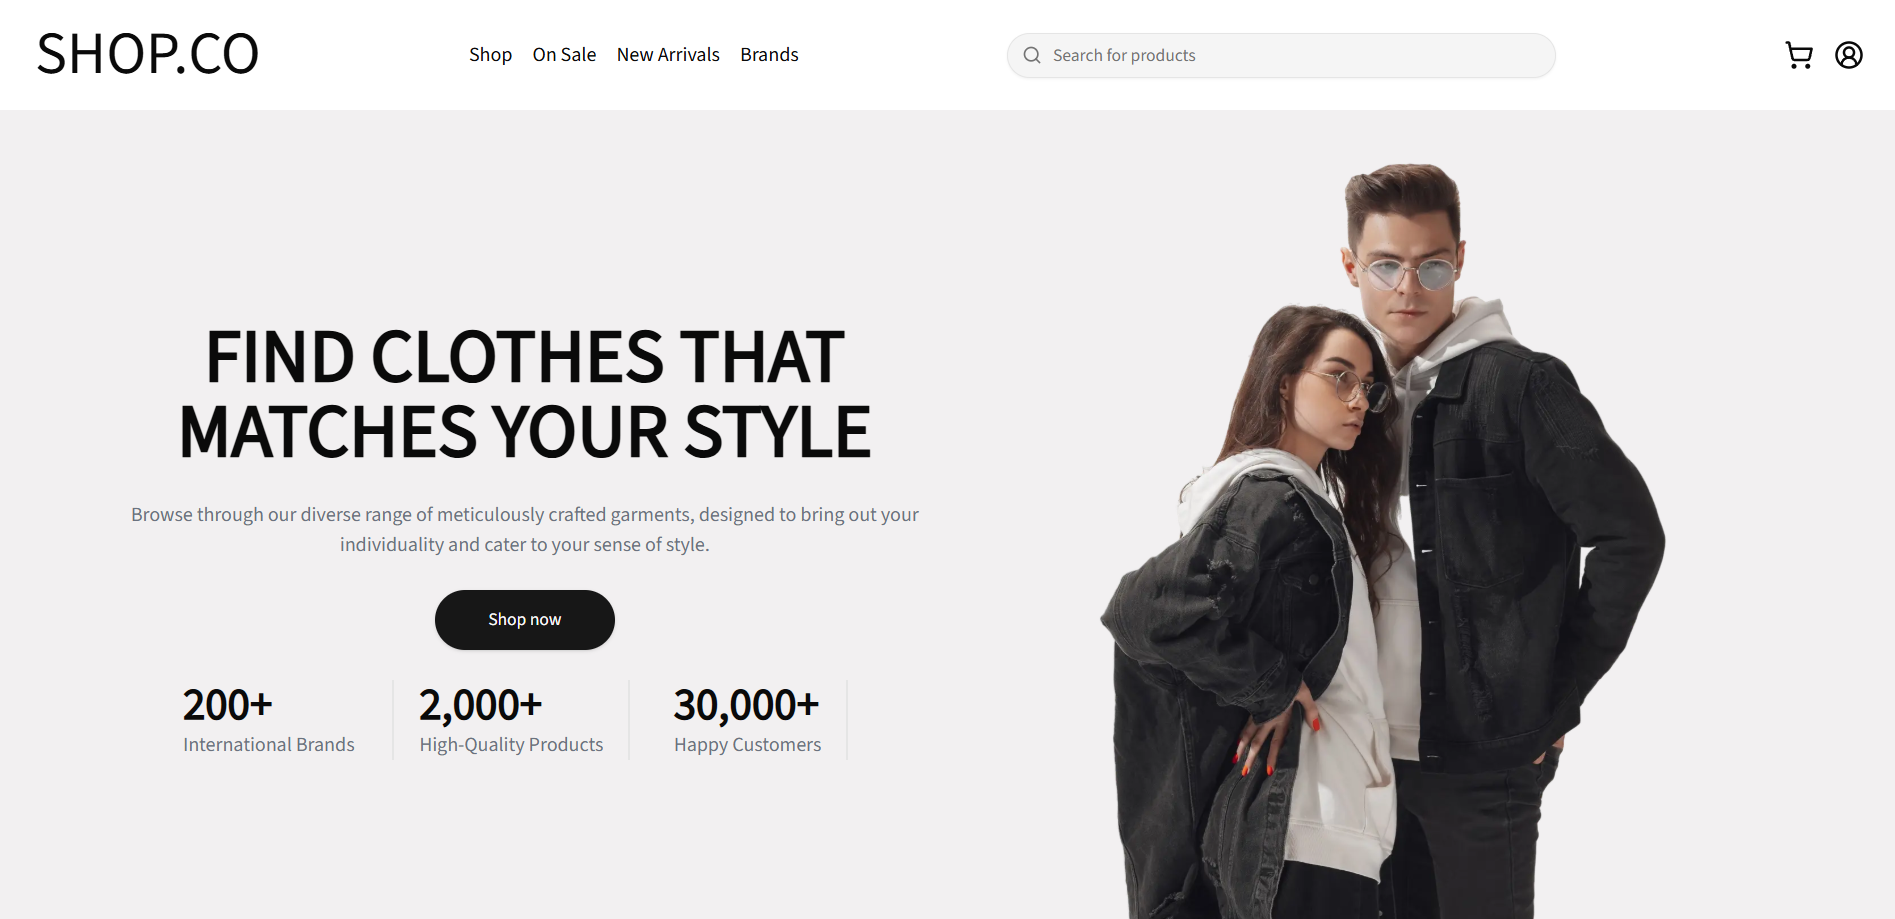 SHOP.CO
Shop
On Sale
New Arrivals
Brands
Search for products
FIND CLOTHES THAT
MATCHES YOUR STYLE
Browse through our diverse range of meticulously crafted garments, designed to bring out your
individuality and cater to your sense of style.
Shop now
200+
International Brands
2,000+
High-Quality Products
30,000+
Happy Customers